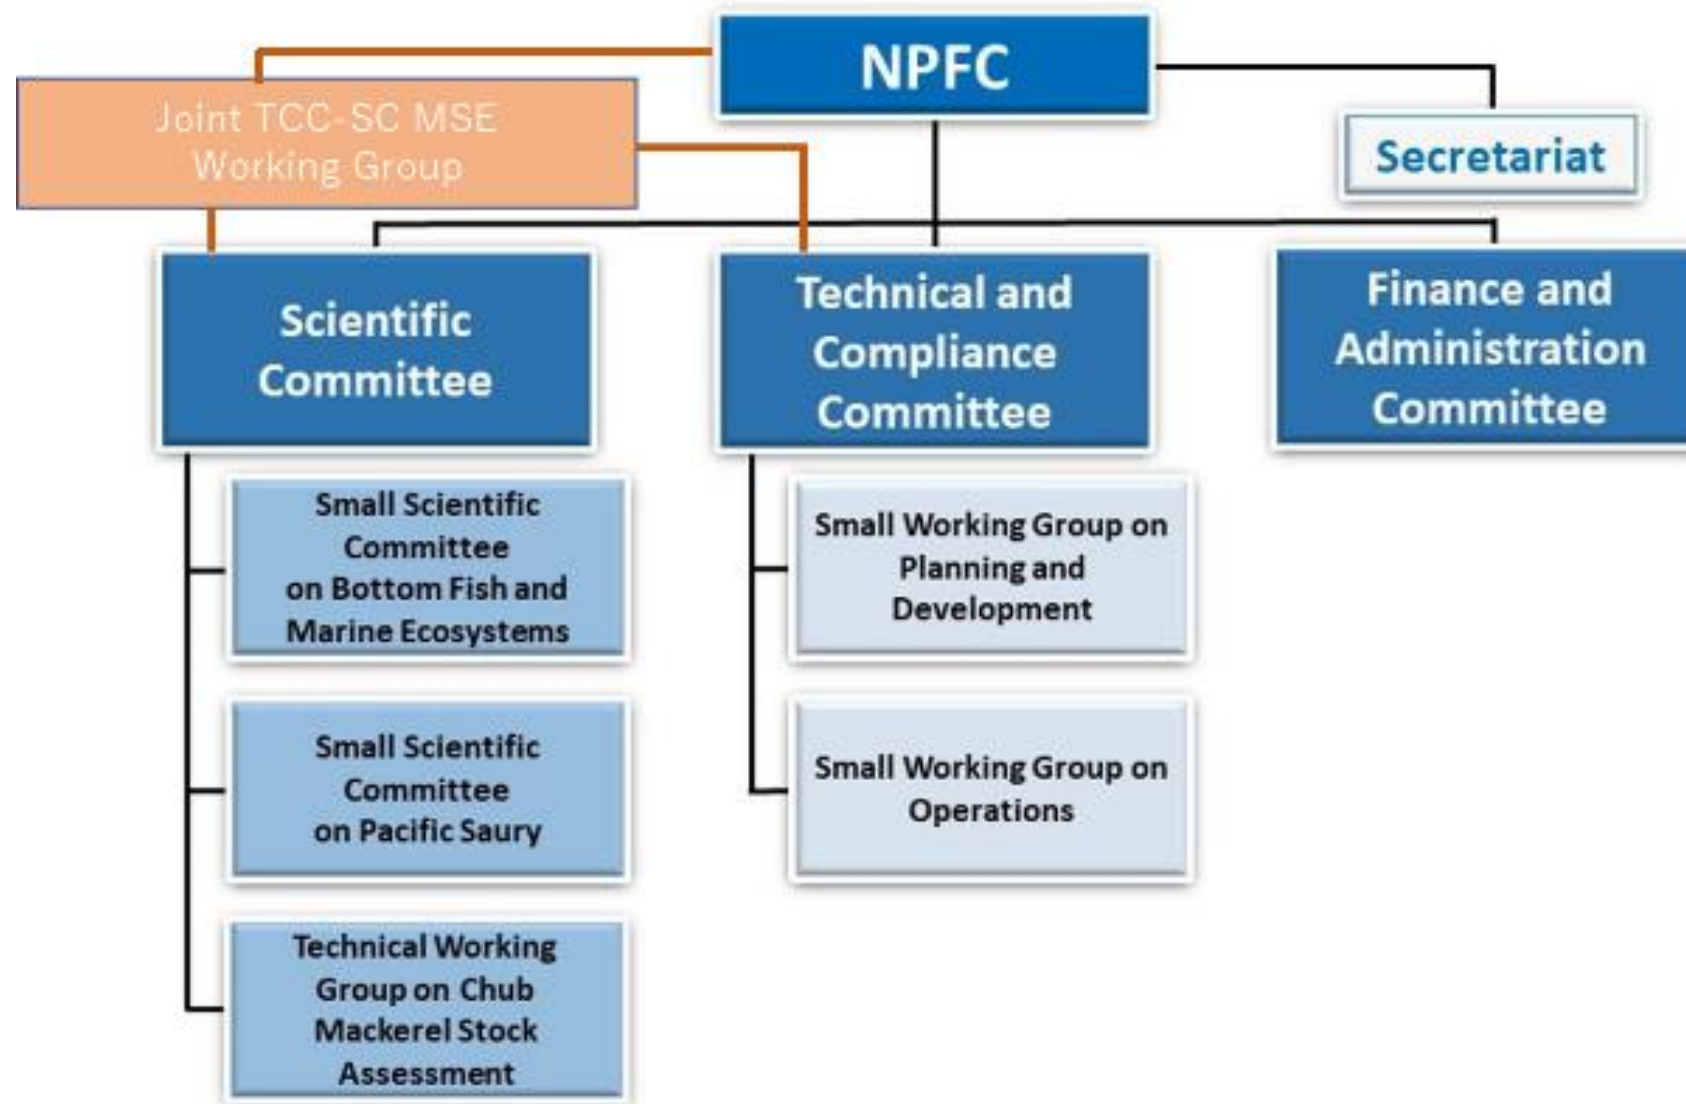 NPFC
Joint TCC-SC MSE
Working Group
Secretariat
Scientific
Committee
Technical and
Compliance
Committee
Finance and
Administration
Committee
Small Scientific
Committee
on Bottom Fish and
Marine Ecosystems
Small Working Group on
Planning and
Development
Small Scientific
Committee
on Pacific Saury
Small Working Group on
Operations
Technical Working
Group on Chub
Mackerel Stock
Assessment